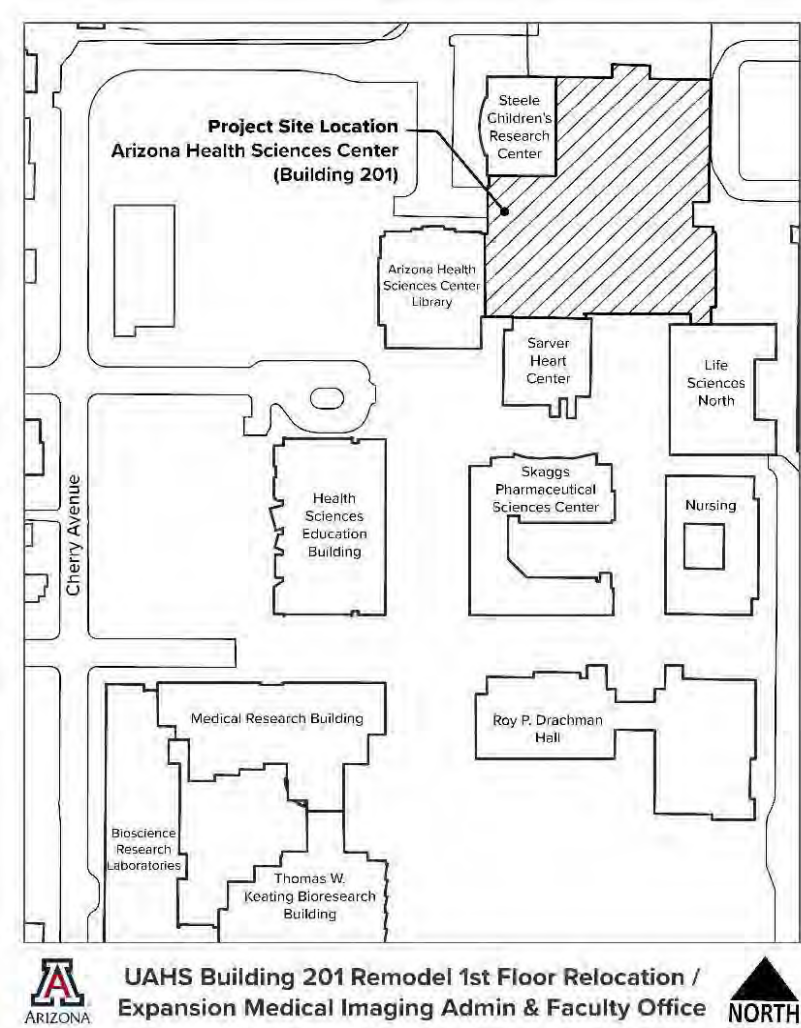 Steele
Children's
Research
Center
Project Site Location
Arizona Health Sciences Center
(Building 201)
Arizona Health
Sciences Center
Library
Sarver
Heart
Center
Life
Sciences
North
Cherry Avenue
Health
Sciences
Education
Building
Skaggs
Pharmaceutical
Sciences Center
Nursing
Medical Research Building
Roy P. Drachman
Hall
Bioscience
Research
Laboratories
Thomas W.
Keating Bioresearch
Building
A
ARIZONA
UAHS Building 201 Remodel 1st Floor Relocation /
Expansion Medical Imaging Admin & Faculty Office
NORTH